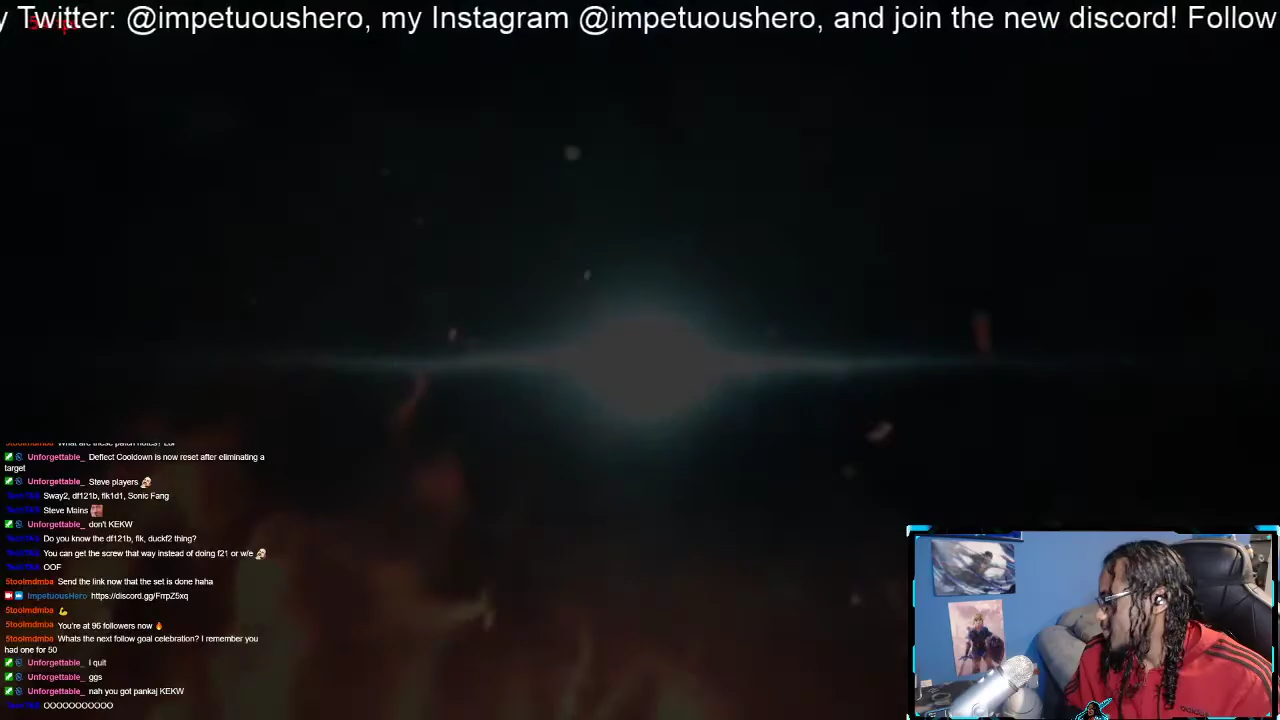 Twitter: @impetuoushero, my Instagram @impetuoushero, and join the new discord! Follow
Unforgettable_ Deflect Cooldown is now reset after eliminating a
target
Unforgettable_ Steve players
Sway2, df121b, flk1d1, Sonic Fang
Steve Mains
Unforgettable_ don't KEKW
Do you know the df121b, flk, duckf2 thing?
You can get the screw that way instead of doing f21 or w/e
OOF
5toolmdmba Send the link now that the set is done haha
ImpetuousHero https://discord.gg/FrrpZ5xq
5toolmdmba 💪
5toolmdmba You're at 96 followers now 🔥
5toolmdmba Whats the next follow goal celebration? I remember you
had one for 50
Unforgettable_ i quit
Unforgettable_ ggs
Unforgettable_ nah you got pankaj KEKW
OOOOOOOOOOO
adidas